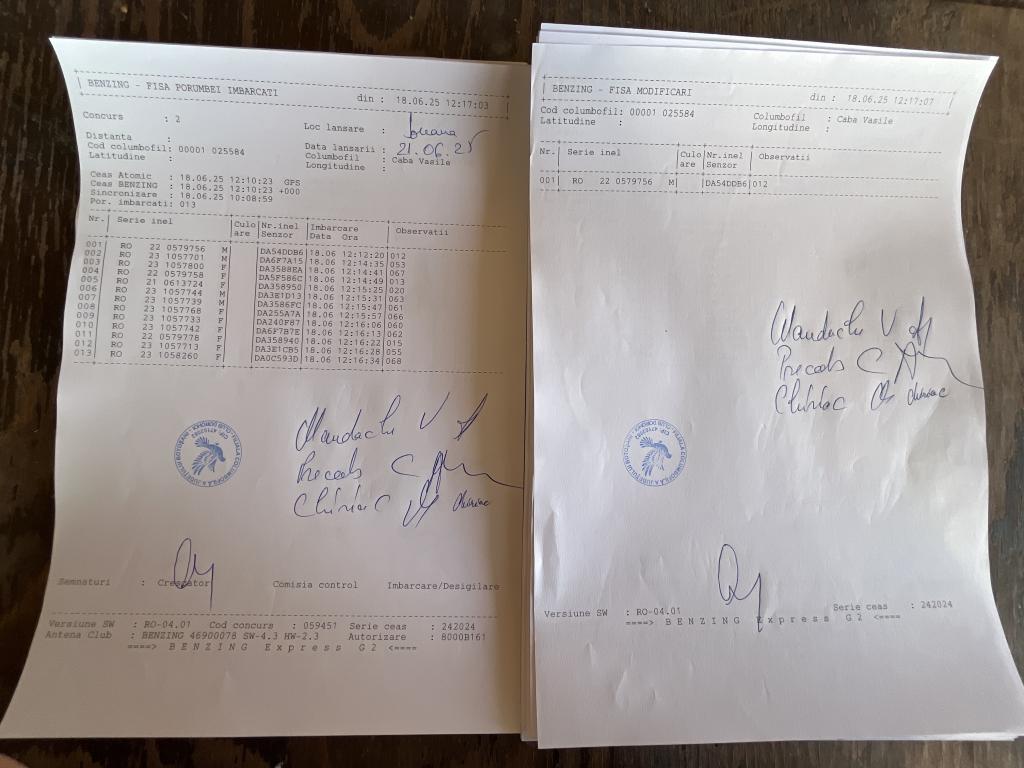 BENZING - FISA PORUMBEI IMBARCATI din : 18.06.25 12:17:03
Concurs : 2 Loc lansare :
Distanta : Data lansarii : 21.06.25
Cod columbofil: 00001 025584 Columbofil : Caba Vasile
Latitudine : Longitudine :
Ceas Atomic : 18.06.25 12:10:23 GPS
Ceas BENZING : 18.06.25 12:10:23 +000
Sincronizare : 18.06.25 10:08:59
Por. imbarcati: 013
Nr. Serie inel Culo Nr.inel Imbarcare Observatii
are Senzor Data Ora
001 RO 22 0579756 M DA54DDB6 18.06 12:12:20 012
002 RO 23 1057701 M DA6F7A15 18.06 12:14:35 053
003 RO 23 1057800 F DA3588EA 18.06 12:14:41 067
004 RO 22 0579758 F DA5F586C 18.06 12:14:49 013
005 RO 21 0613724 F DA358950 18.06 12:15:25 020
006 RO 23 1057744 M DA3E1D13 18.06 12:15:31 063
007 RO 23 1057739 M DA3586FC 18.06 12:15:47 061
008 RO 23 1057768 F DA255A7A 18.06 12:15:57 066
009 RO 23 1057733 F DA240F87 18.06 12:16:06 060
010 RO 23 1057742 F DA6F7B7E 18.06 12:16:13 062
011 RO 22 0579778 F DA358940 18.06 12:16:22 015
012 RO 23 1057713 F DA3E1CB5 18.06 12:16:28 055
013 RO 23 1058260 F DA0C593D 18.06 12:16:34 068
Mandache V
C
Chiriac Chiriac
FILIALA COLUMBOFILA A JUDETULUI BOTOSANI
Semnaturi : Crescator Comisia control Imbarcare/Desigilare
Versiune SW : RO-04.01 Cod concurs : 059451 Serie ceas : 242024
Antena Club : BENZING 46900078 SW-4.3 HW-2.3 Autorizare : 8000B161
====> B E N Z I N G E x p r e s s G 2 <====
BENZING - FISA MODIFICARI din : 18.06.25 12:17:07
Cod columbofil: 00001 025584 Columbofil : Caba Vasile
Latitudine : Longitudine :
Nr. Serie inel Culo Nr.inel Observatii
are Senzor
001 RO 22 0579756 M DA54DDB6 012
Mandache V
C
Chiriac Chiriac
FILIALA COLUMBOFILA A JUDETULUI BOTOSANI
Versiune SW : RO-04.01 Serie ceas : 242024
====> B E N Z I N G E x p r e s s G 2 <====